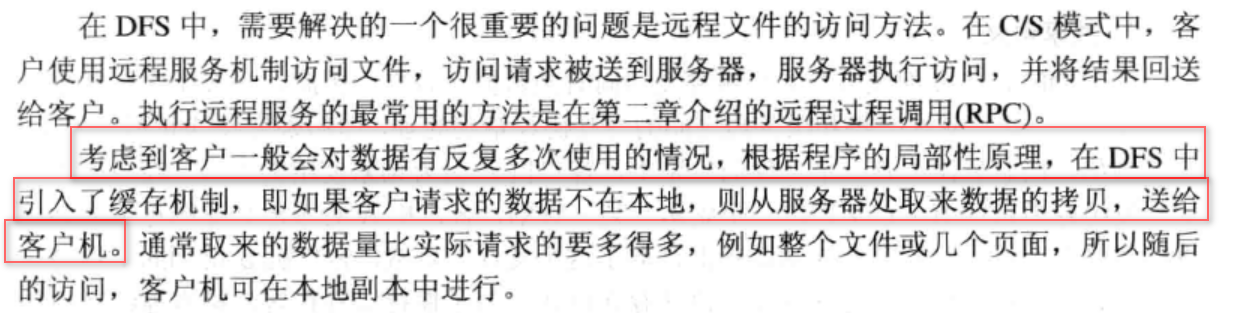 在 DFS 中，需要解决的一个很重要的问题是远程文件的访问方法。在 C/S 模式中，客
户使用远程服务机制访问文件，访问请求被送到服务器，服务器执行访问，并将结果回送
给客户。执行远程服务的最常用的方法是在第二章介绍的远程过程调用(RPC)。
考虑到客户一般会对数据有反复多次使用的情况，根据程序的局部性原理，在 DFS 中
引入了缓存机制，即如果客户请求的数据不在本地，则从服务器处取来数据的拷贝，送给
客户机。通常取来的数据量比实际请求的要多得多，例如整个文件或几个页面，所以随后
的访问，客户机可在本地副本中进行。